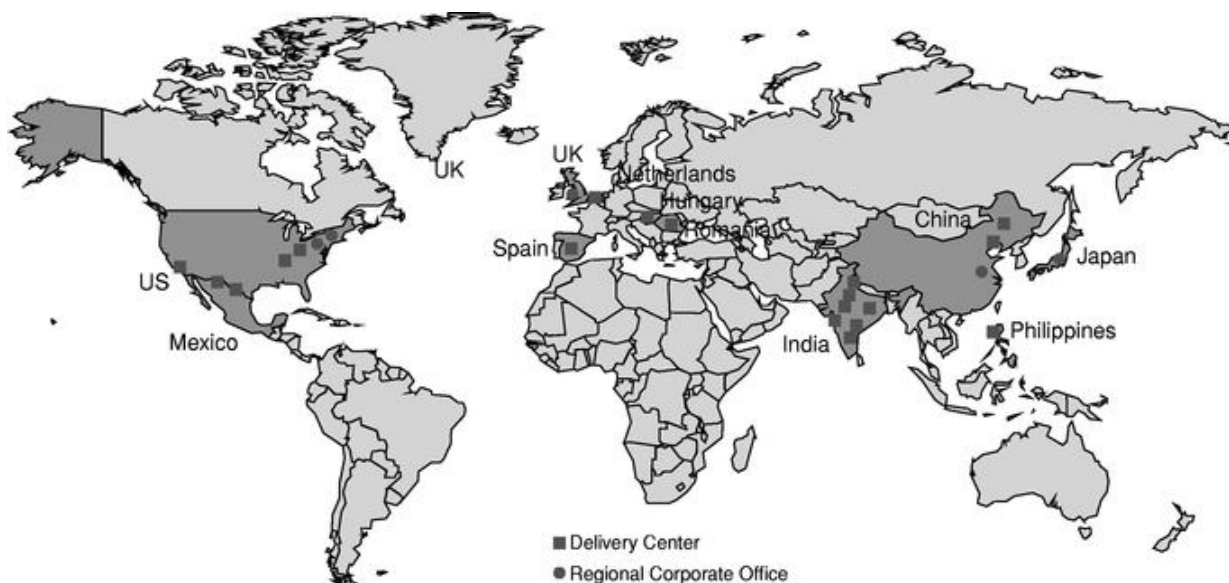 UK
UK
Netherlands
Hungary
Romania
Spain
China
Japan
US
Mexico
India
Philippines
Delivery Center
Regional Corporate Office